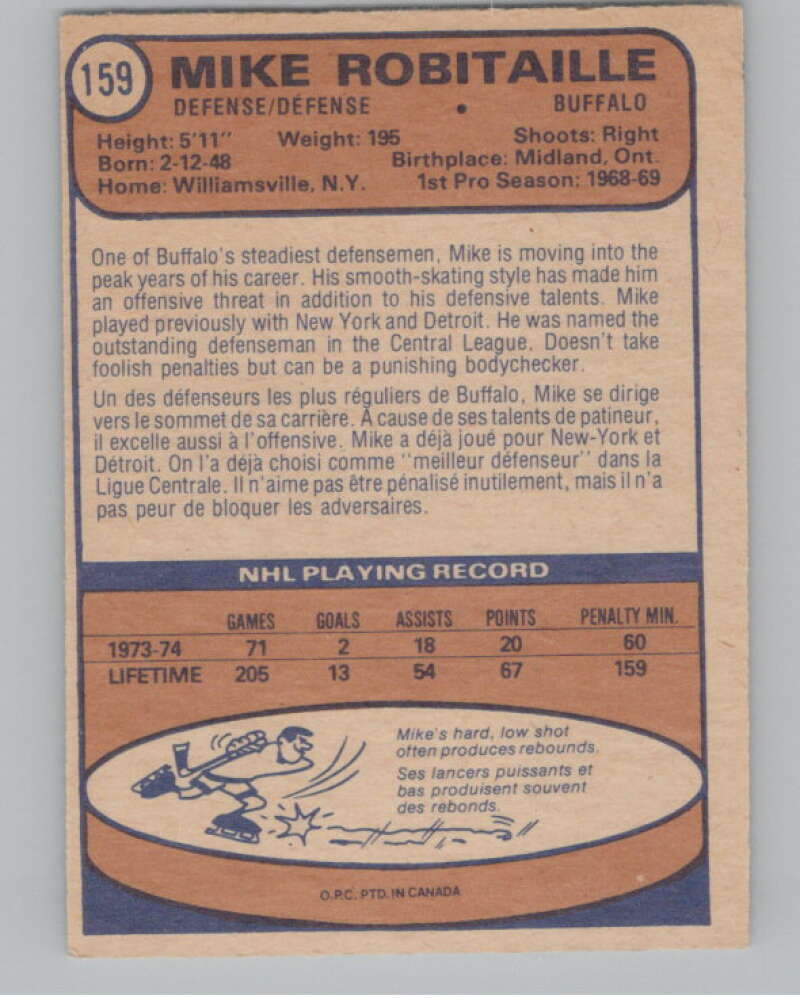 159 MIKE ROBITAILLE
DEFENSE/DÉFENSE • BUFFALO
Height: 5'11" Weight: 195 Shoots: Right
Born: 2-12-48 Birthplace: Midland, Ont.
Home: Williamsville, N.Y. 1st Pro Season: 1968-69
One of Buffalo's steadiest defensemen, Mike is moving into the
peak years of his career. His smooth-skating style has made him
an offensive threat in addition to his defensive talents. Mike
played previously with New York and Detroit. He was named the
outstanding defenseman in the Central League. Doesn't take
foolish penalties but can be a punishing bodychecker.
Un des défenseurs les plus réguliers de Buffalo, Mike se dirige
vers le sommet de sa carrière. A cause de ses talents de patineur,
il excelle aussi à l'offensive. Mike a déjà joué pour New-York et
Détroit. On l'a déjà choisi comme "meilleur défenseur" dans la
Ligue Centrale. Il n'aime pas être pénalisé inutilement, mais il n'a
pas peur de bloquer les adversaires.
NHL PLAYING RECORD
GAMES GOALS ASSISTS POINTS PENALTY MIN.
1973-74 71 2 18 20 60
LIFETIME 205 13 54 67 159
Mike's hard, low shot
often produces rebounds.
Ses lancers puissants et
bas produisent souvent
des rebonds.
O.P.C. PTD. IN CANADA